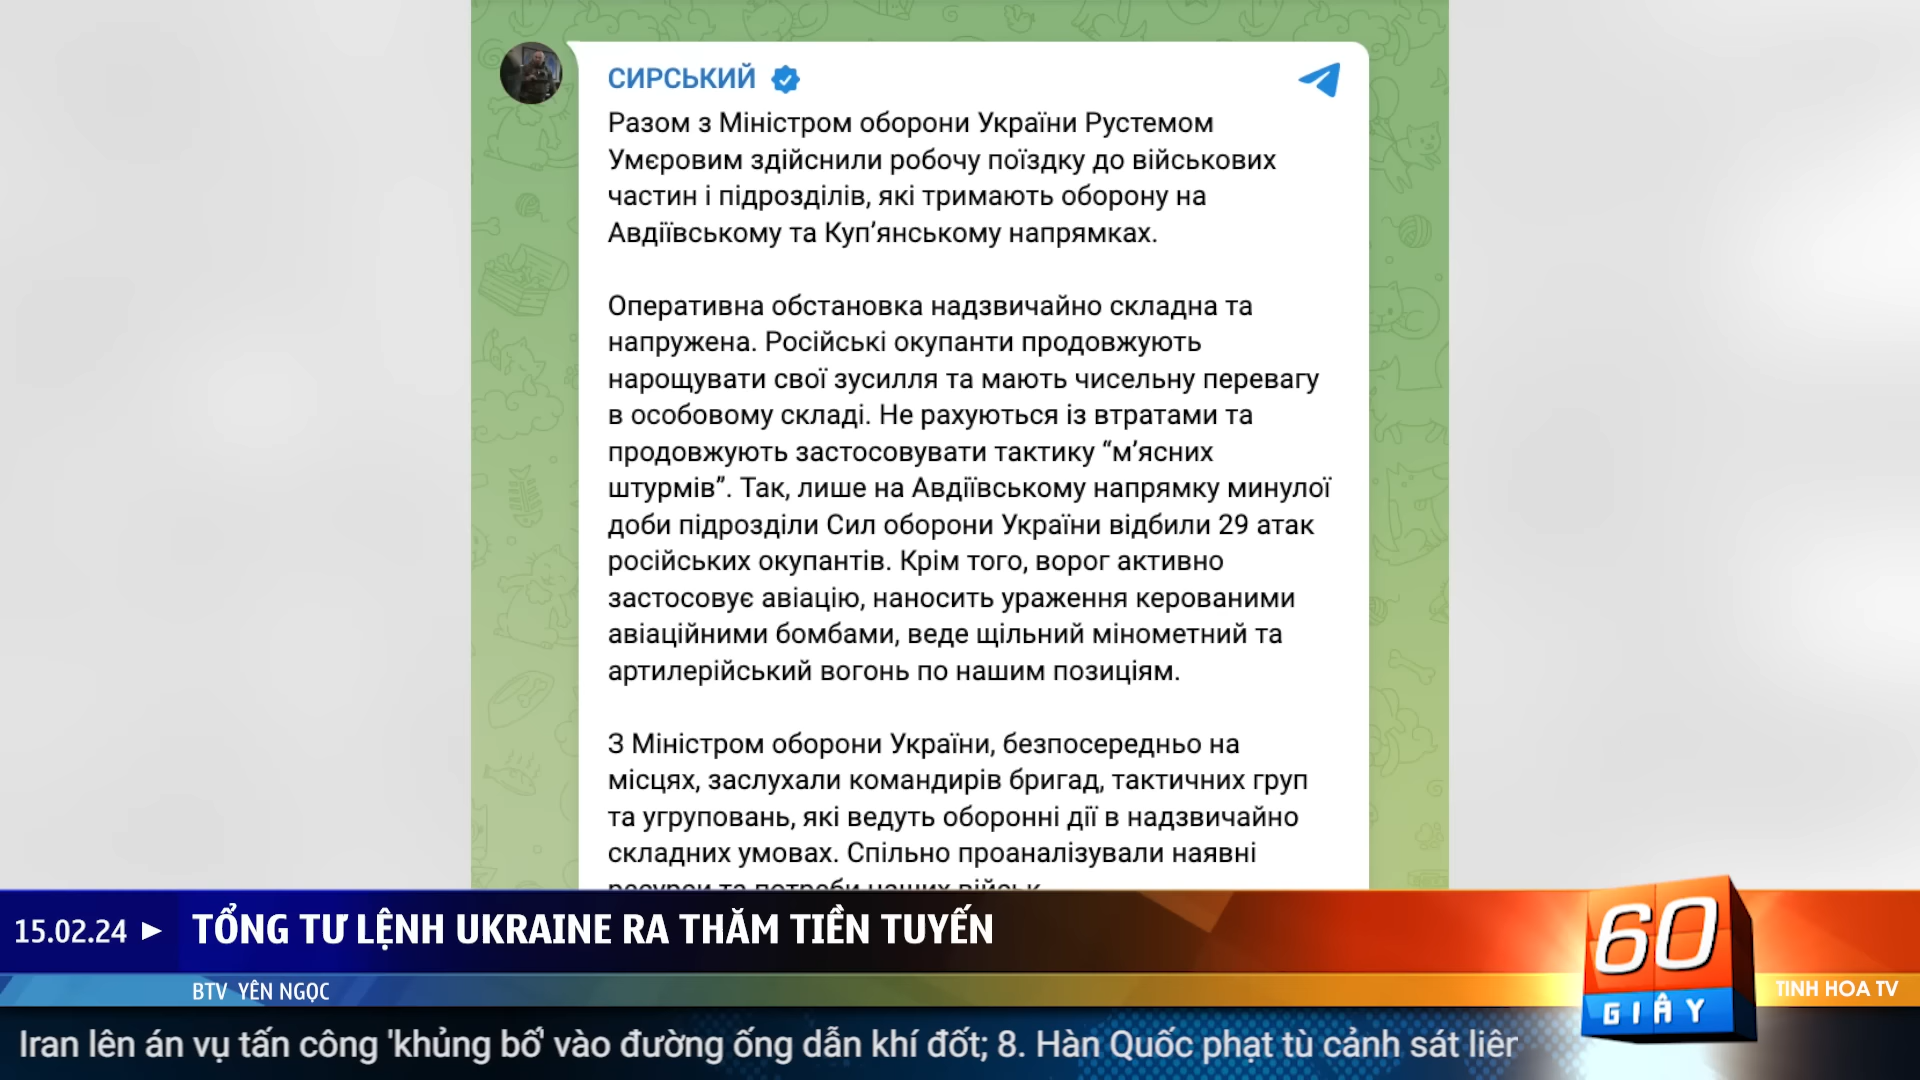 СИРСЬКИЙ
Разом з Міністром оборони України Рустемом
Умєровим здійснили робочу поїздку до військових
частин і підрозділів, які тримають оборону на
Авдіївському та Куп’янському напрямках.
Оперативна обстановка надзвичайно складна та
напружена. Російські окупанти продовжують
нарощувати свої зусилля та мають чисельну перевагу
в особовому складі. Не рахуються із втратами та
продовжують застосовувати тактику “м’ясних
штурмів”. Так, лише на Авдіївському напрямку минулої
доби підрозділи Сил оборони України відбили 29 атак
російських окупантів. Крім того, ворог активно
застосовує авіацію, наносить ураження керованими
авіаційними бомбами, веде щільний мінометний та
артилерійський вогонь по нашим позиціям.
З Міністром оборони України, безпосередньо на
місцях, заслухали командирів бригад, тактичних груп
та угруповань, які ведуть оборонні дії в надзвичайно
складних умовах. Спільно проаналізували наявні
ресурси та потреби наших військ
15.02.24 ► TỔNG TƯ LỆNH UKRAINE RA THĂM TIỀN TUYẾN
BTV YÊN NGỌC
60
GIÂY
TINH HOA TV
Iran lên án vụ tấn công 'khủng bố' vào đường ống dẫn khí đốt; 8. Hàn Quốc phạt tù cảnh sát liên